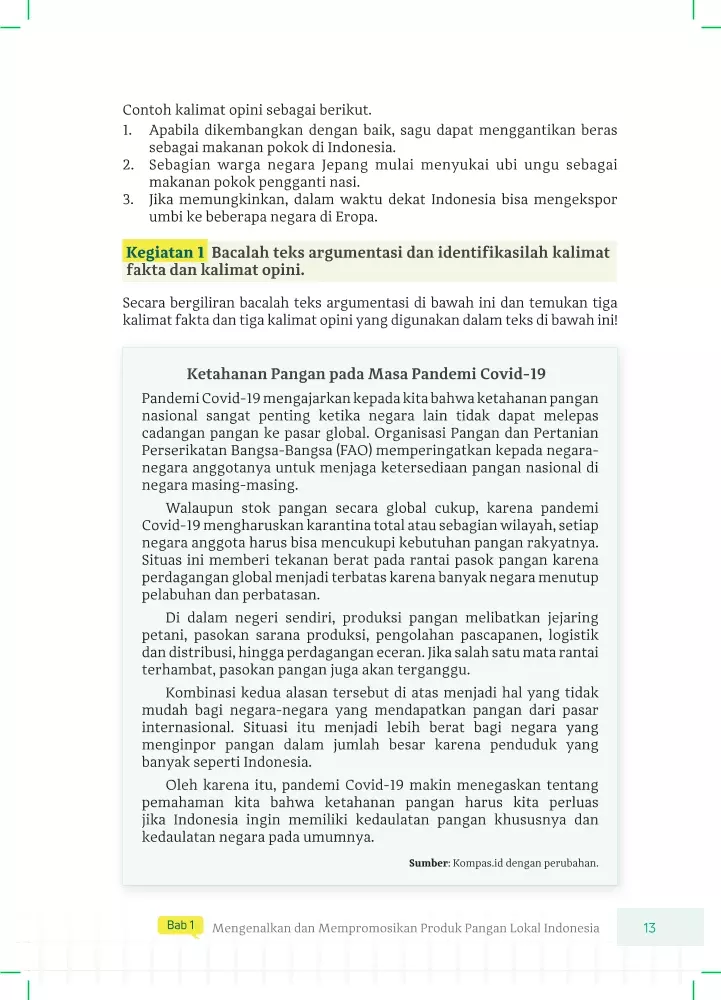 Contoh kalimat opini sebagai berikut.
1. Apabila dikembangkan dengan baik, sagu dapat menggantikan beras
sebagai makanan pokok di Indonesia.
2. Sebagian warga negara Jepang mulai menyukai ubi ungu sebagai
makanan pokok pengganti nasi.
3. Jika memungkinkan, dalam waktu dekat Indonesia bisa mengekspor
umbi ke beberapa negara di Eropa.
Kegiatan 1 Bacalah teks argumentasi dan identifikasilah kalimat
fakta dan kalimat opini.
Secara bergiliran bacalah teks argumentasi di bawah ini dan temukan tiga
kalimat fakta dan tiga kalimat opini yang digunakan dalam teks di bawah ini!
Ketahanan Pangan pada Masa Pandemi Covid-19
Pandemi Covid-19 mengajarkan kepada kita bahwa ketahanan pangan
nasional sangat penting ketika negara lain tidak dapat melepas
cadangan pangan ke pasar global. Organisasi Pangan dan Pertanian
Perserikatan Bangsa-Bangsa (FAO) memperingatkan kepada negara-
negara anggotanya untuk menjaga ketersediaan pangan nasional di
negara masing-masing.
Walaupun stok pangan secara global cukup, karena pandemi
Covid-19 mengharuskan karantina total atau sebagian wilayah, setiap
negara anggota harus bisa mencukupi kebutuhan pangan rakyatnya.
Situas ini memberi tekanan berat pada rantai pasok pangan karena
perdagangan global menjadi terbatas karena banyak negara menutup
pelabuhan dan perbatasan.
Di dalam negeri sendiri, produksi pangan melibatkan jejaring
petani, pasokan sarana produksi, pengolahan pascapanen, logistik
dan distribusi, hingga perdagangan eceran. Jika salah satu mata rantai
terhambat, pasokan pangan juga akan terganggu.
Kombinasi kedua alasan tersebut di atas menjadi hal yang tidak
mudah bagi negara-negara yang mendapatkan pangan dari pasar
internasional. Situasi itu menjadi lebih berat bagi negara yang
menginpor pangan dalam jumlah besar karena penduduk yang
banyak seperti Indonesia.
Oleh karena itu, pandemi Covid-19 makin menegaskan tentang
pemahaman kita bahwa ketahanan pangan harus kita perluas
jika Indonesia ingin memiliki kedaulatan pangan khususnya dan
kedaulatan negara pada umumnya.
Sumber: Kompas.id dengan perubahan.
Bab 1 Mengenalkan dan Mempromosikan Produk Pangan Lokal Indonesia 13